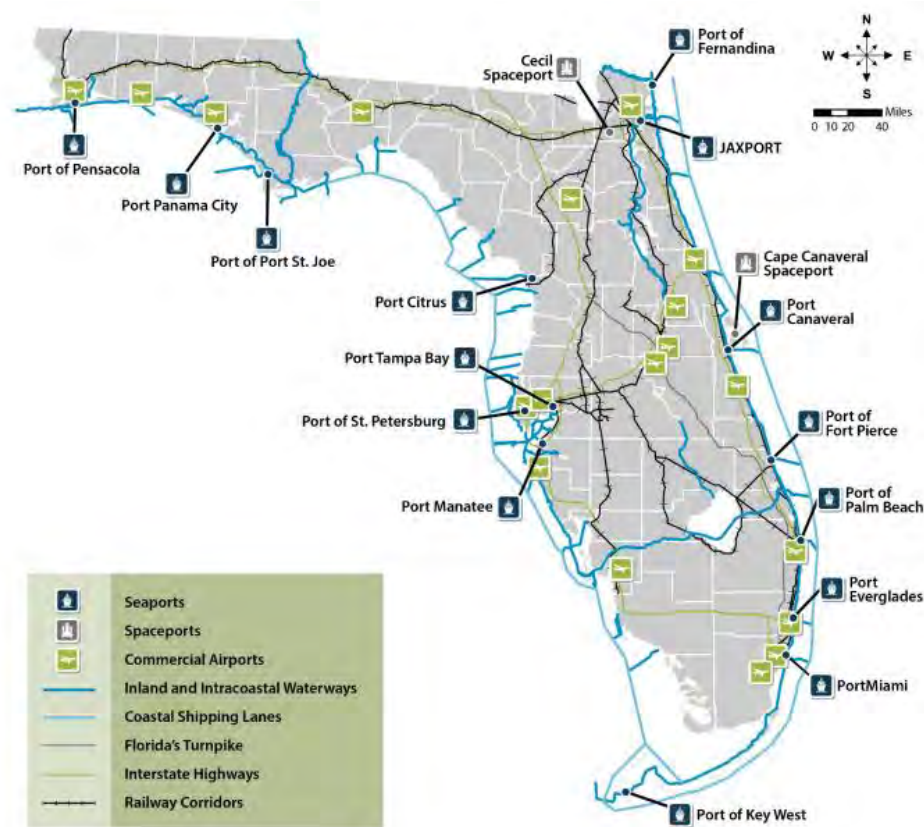 Port of
Fernandina
N
W E
S
Cecil
Spaceport
Miles
0 10 20 40
JAXPORT
Port of Pensacola
Port Panama City
Port of Port St. Joe
Cape Canaveral
Spaceport
Port Citrus
Port
Canaveral
Port Tampa Bay
Port of St. Petersburg
Port of
Fort Pierce
Port Manatee
Port of
Palm Beach
Port
Everglades
PortMiami
Port of Key West
Seaports
Spaceports
Commercial Airports
Inland and Intracoastal Waterways
Coastal Shipping Lanes
Florida's Turnpike
Interstate Highways
Railway Corridors